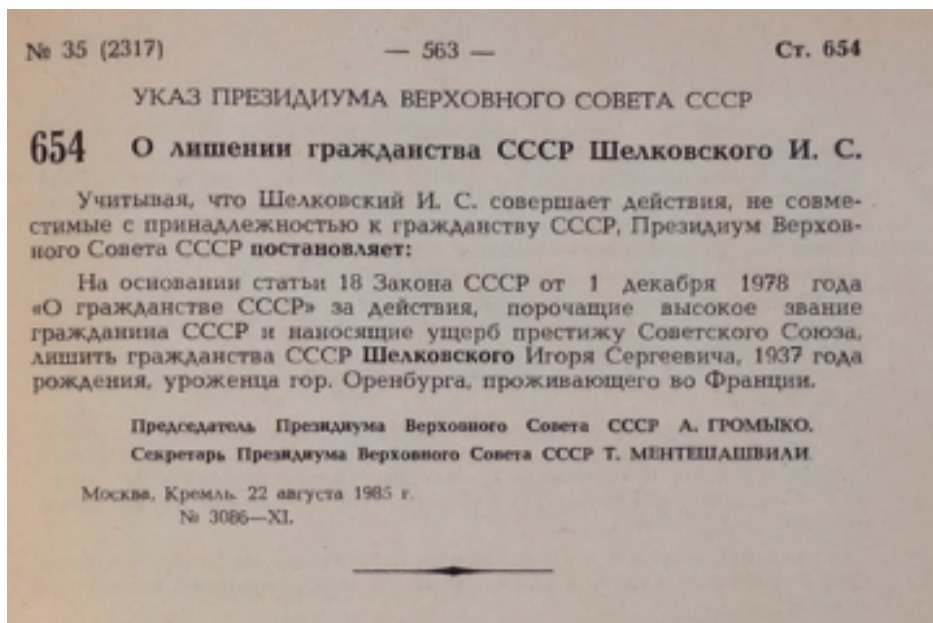 № 35 (2317) — 563 — Ст. 654
УКАЗ ПРЕЗИДИУМА ВЕРХОВНОГО СОВЕТА СССР
654 О лишении гражданства СССР Шелковского И. С.
Учитывая, что Шелковский И. С. совершает действия, не совме-
стимые с принадлежностью к гражданству СССР, Президиум Верхов-
ного Совета СССР постановляет:
На основании статьи 18 Закона СССР от 1 декабря 1978 года
«О гражданстве СССР» за действия, порочащие высокое звание
гражданина СССР и наносящие ущерб престижу Советского Союза,
лишить гражданства СССР Шелковского Игоря Сергеевича, 1937 года
рождения, уроженца гор. Оренбурга, проживающего во Франции.
Председатель Президиума Верховного Совета СССР А. ГРОМЫКО.
Секретарь Президиума Верховного Совета СССР Т. МЕНТЕШАШВИЛИ
Москва, Кремль. 22 августа 1985 г.
№ 3086—XI.